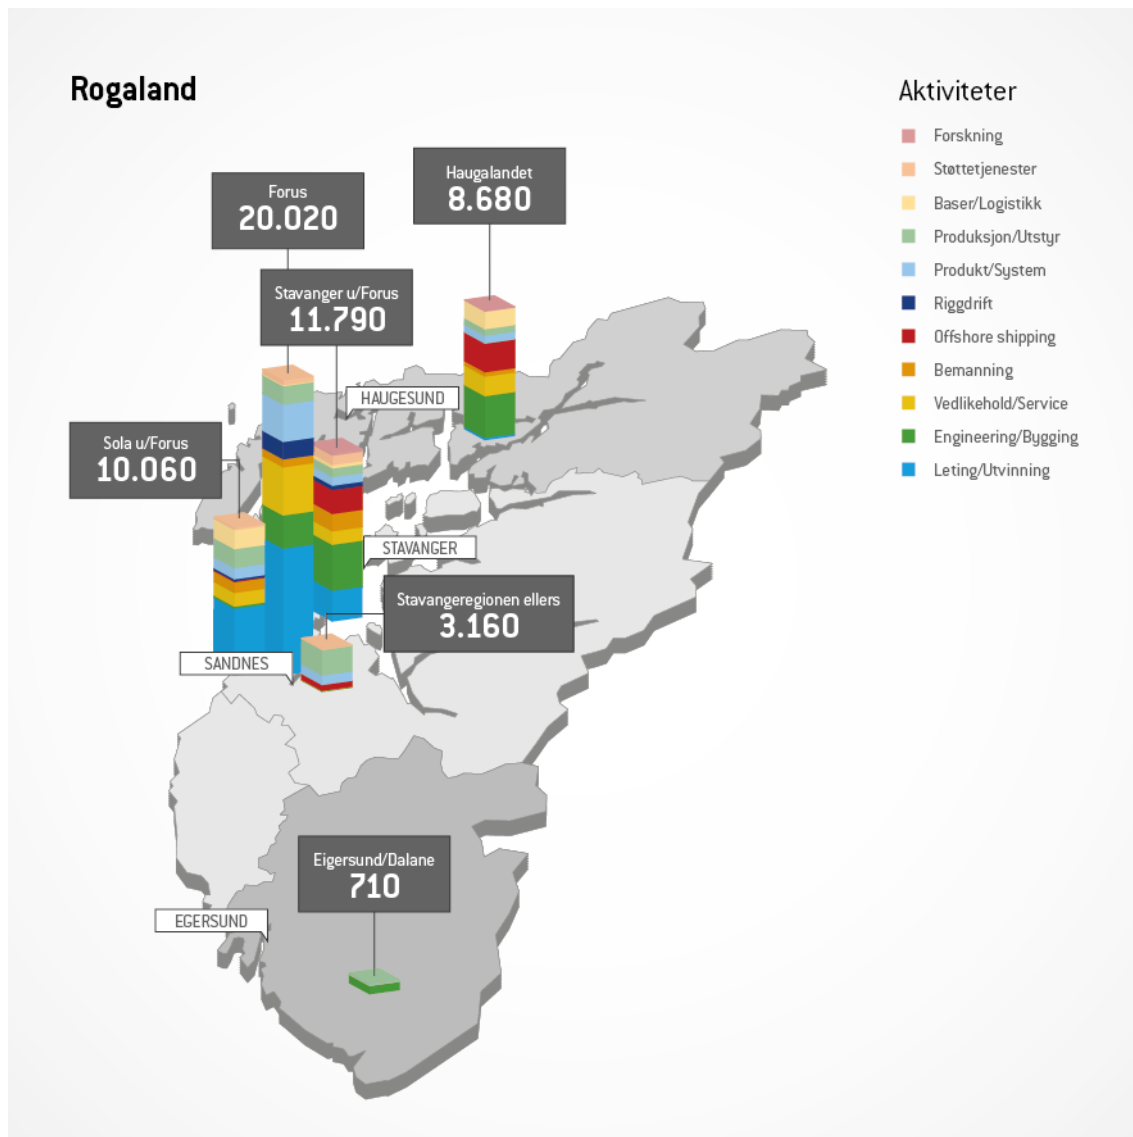 Rogaland
Aktiviteter
Forskning
Støttetjenester
Baser/Logistikk
Produksjon/Utstyr
Produkt/System
Riggdrift
Offshore shipping
Bemanning
Vedlikehold/Service
Engineering/Bygging
Leting/Utvinning
Haugalandet
8.680
Forus
20.020
Stavanger u/Forus
11.790
HAUGESUND
Sola u/Forus
10.060
STAVANGER
Stavangeregionen ellers
3.160
SANDNES
Eigersund/Dalane
710
EGERSUND